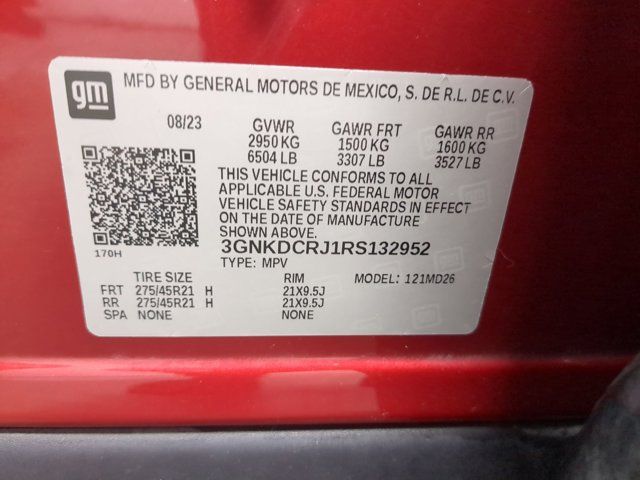 gm
MFD BY GENERAL MOTORS DE MEXICO, S. DE R.L. DE C.V.
08/23 GVWR GAWR FRT GAWR RR
2950 KG 1500 KG 1600 KG
6504 LB 3307 LB 3527 LB
THIS VEHICLE CONFORMS TO ALL
APPLICABLE U.S. FEDERAL MOTOR
VEHICLE SAFETY STANDARDS IN EFFECT
ON THE DATE OF MANUFACTURE
SHOWN ABOVE.
170H 3GNKDCRJ1RS132952
TYPE: MPV
TIRE SIZE RIM MODEL: 121MD26
FRT 275/45R21 H 21X9.5J
RR 275/45R21 H 21X9.5J
SPA NONE NONE